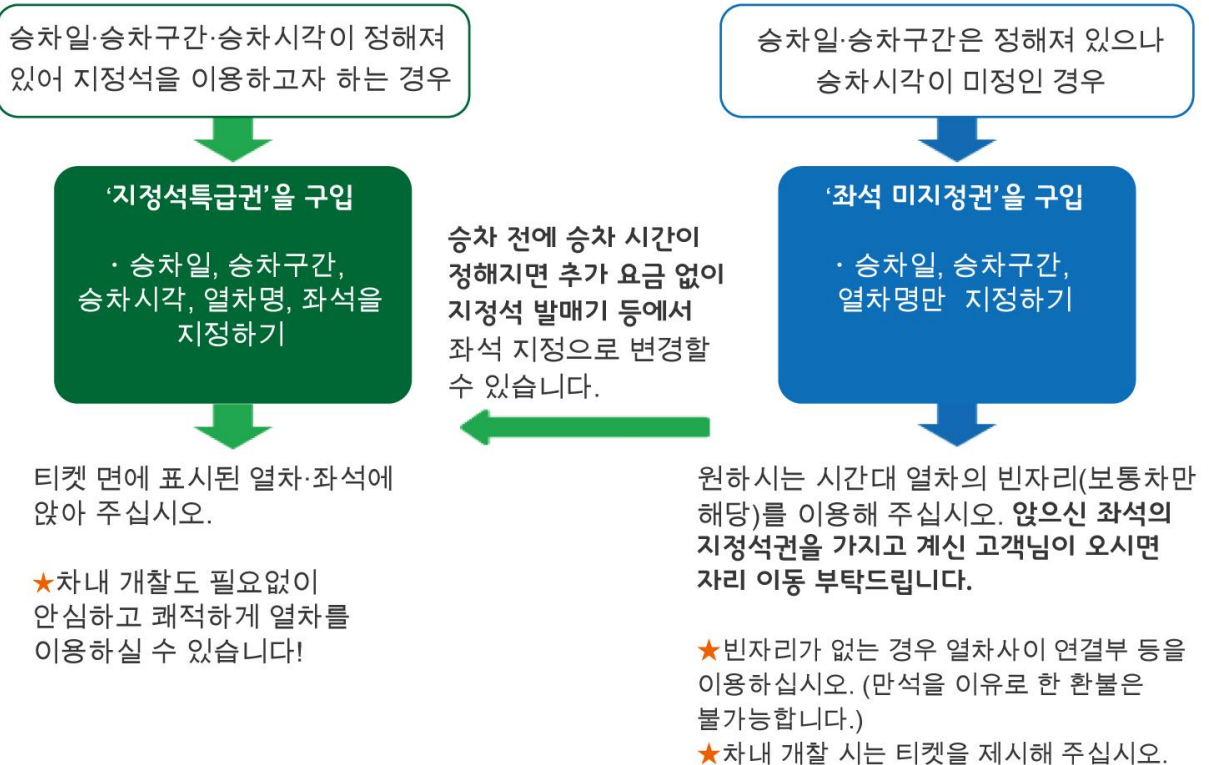 승차일·승차구간·승차시각이 정해져
있어 지정석을 이용하고자 하는 경우
'지정석특급권'을 구입
· 승차일, 승차구간,
승차시각, 열차명, 좌석을
지정하기
티켓 면에 표시된 열차·좌석에
앉아 주십시오.
★차내 개찰도 필요없이
안심하고 쾌적하게 열차를
이용하실 수 있습니다!
승차 전에 승차 시간이
정해지면 추가 요금 없이
지정석 발매기 등에서
좌석 지정으로 변경할
수 있습니다.
승차일·승차구간은 정해져 있으나
승차시각이 미정인 경우
'좌석 미지정권'을 구입
· 승차일, 승차구간,
열차명만 지정하기
원하시는 시간대 열차의 빈자리(보통차만
해당)를 이용해 주십시오. 앉으신 좌석의
지정석권을 가지고 계신 고객님이 오시면
자리 이동 부탁드립니다.
★빈자리가 없는 경우 열차사이 연결부 등을
이용하십시오. (만석을 이유로 한 환불은
불가능합니다.)
★차내 개찰 시는 티켓을 제시해 주십시오.